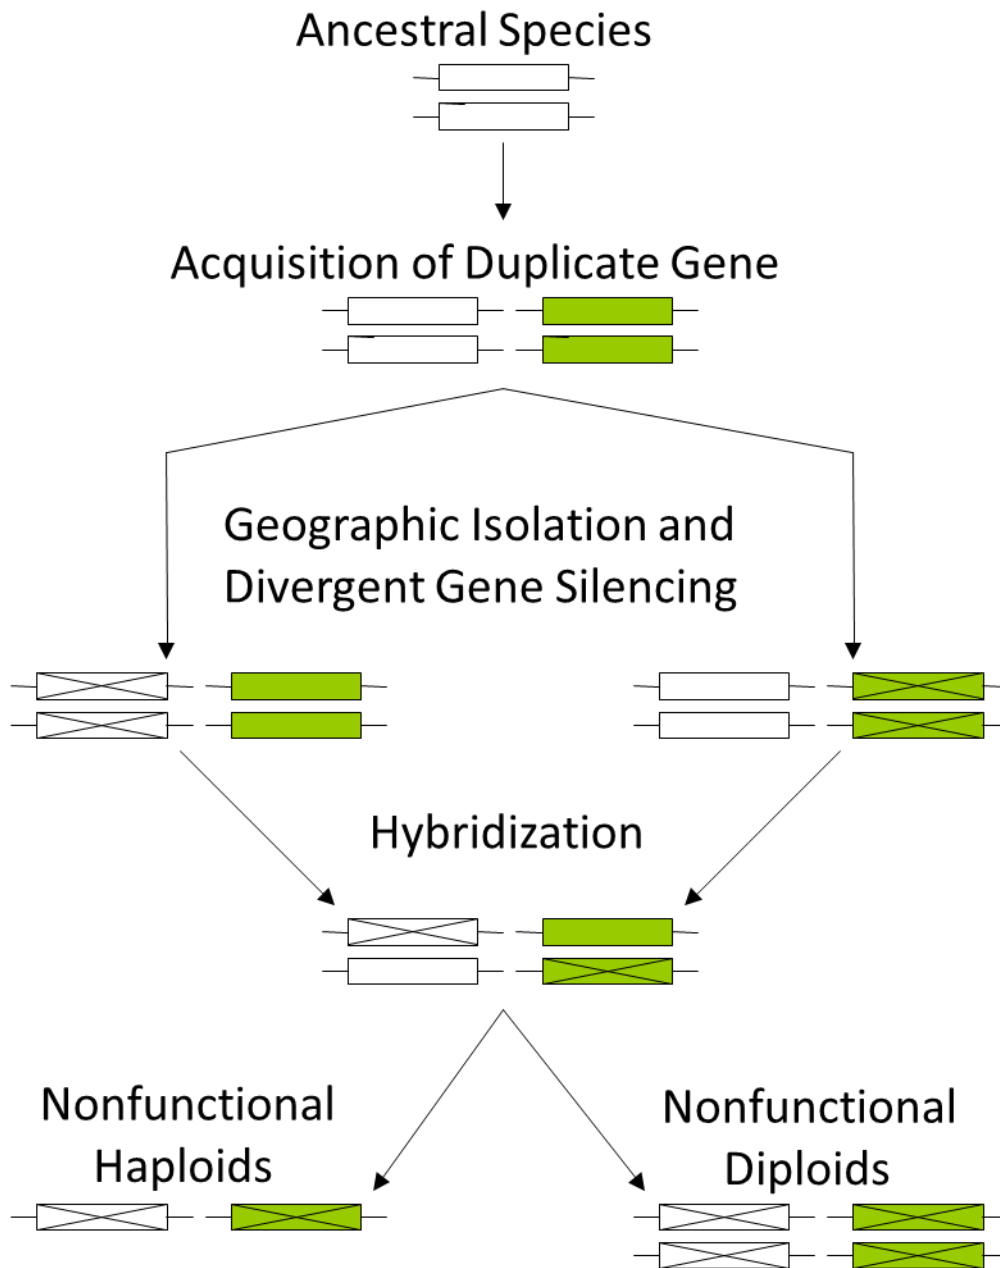 Ancestral Species
Acquisition of Duplicate Gene
Geographic Isolation and
Divergent Gene Silencing
Hybridization
Nonfunctional
Haploids
Nonfunctional
Diploids